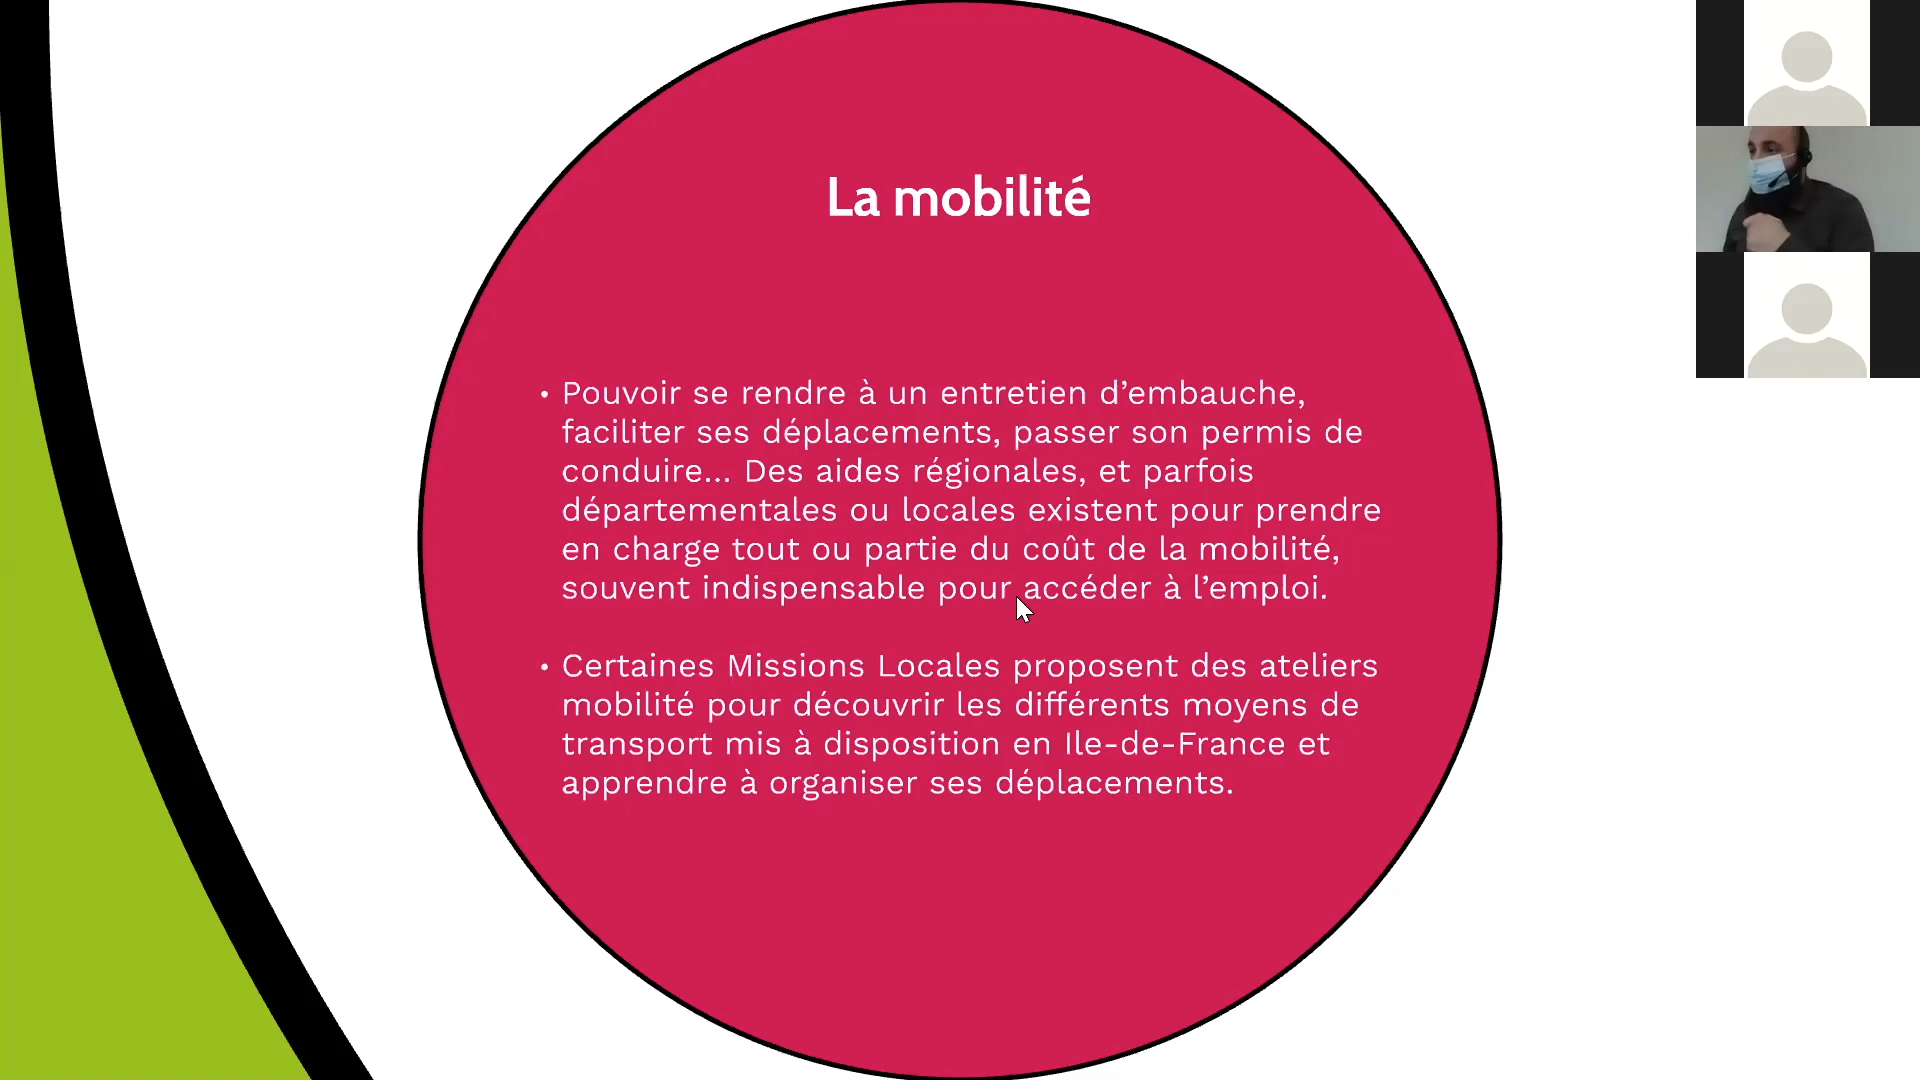 La mobilité
• Pouvoir se rendre à un entretien d’embauche,
faciliter ses déplacements, passer son permis de
conduire... Des aides régionales, et parfois
départementales ou locales existent pour prendre
en charge tout ou partie du coût de la mobilité,
souvent indispensable pour accéder à l’emploi.
• Certaines Missions Locales proposent des ateliers
mobilité pour découvrir les différents moyens de
transport mis à disposition en Ile-de-France et
apprendre à organiser ses déplacements.